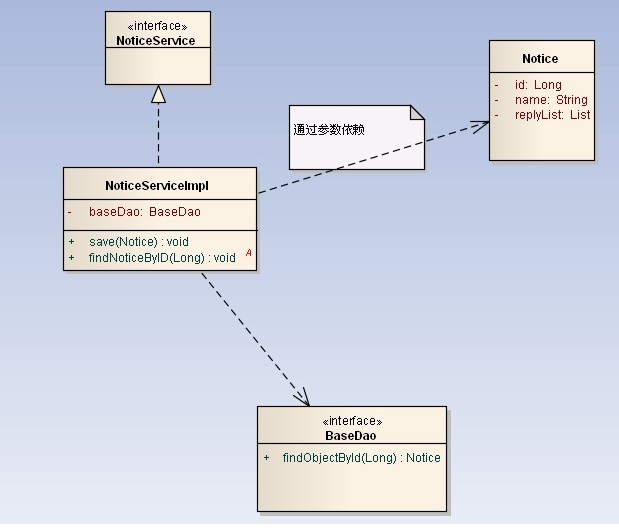 «interface»
NoticeService
Notice
- id: Long
- name: String
- replyList: List
通过参数依赖
NoticeServiceImpl
- baseDao: BaseDao
+ save(Notice) : void
+ findNoticeByID(Long) : void
A
«interface»
BaseDao
+ findObjectById(Long) : Notice